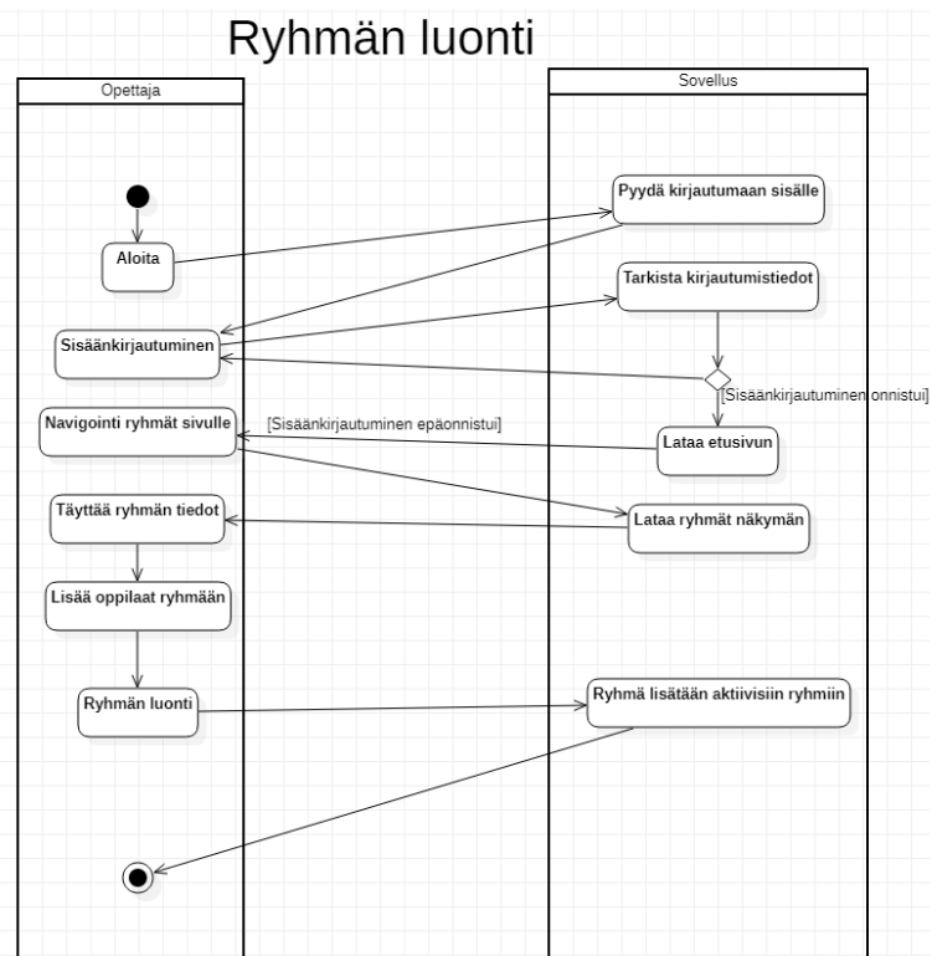 Ryhmän luonti
Opettaja
Sovellus
Pyydä kirjautumaan sisälle
Aloita
Tarkista kirjautumistiedot
Sisäänkirjautuminen
[Sisäänkirjautuminen onnistui]
Navigointi ryhmät sivulle
[Sisäänkirjautuminen epäonnistui]
Lataa etusivun
Täyttää ryhmän tiedot
Lataa ryhmät näkymän
Lisää oppilaat ryhmään
Ryhmän luonti
Ryhmä lisätään aktiivisiin ryhmiin